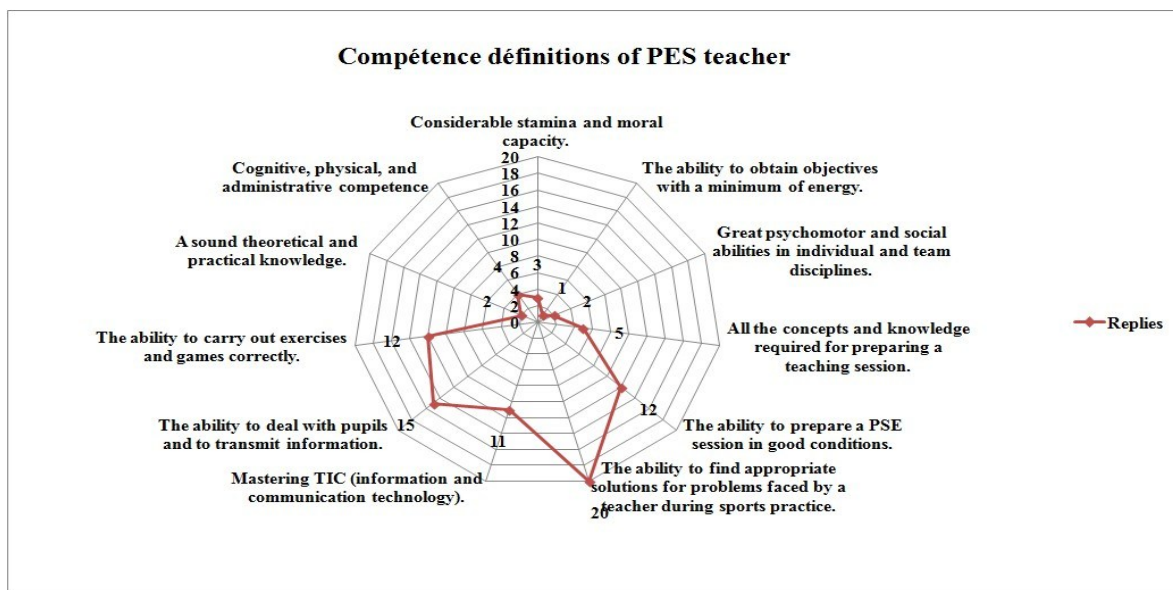 Compétence définitions of PES teacher
Considerable stamina and moral
capacity.
The ability to obtain objectives
with a minimum of energy.
Great psychomotor and social
abilities in individual and team
disciplines.
All the concepts and knowledge
required for preparing a
teaching session.
The ability to prepare a PSE
session in good conditions.
The ability to find appropriate
solutions for problems faced by a
teacher during sports practice.
Mastering TIC (information and
communication technology).
The ability to deal with pupils
and to transmit information.
The ability to carry out exercises
and games correctly.
A sound theoretical and
practical knowledge.
Cognitive, physical, and
administrative competence
20
18
16
14
12
10
8
6
4
2
0
3
1
2
5
12
20
11
15
12
2
4
Replies